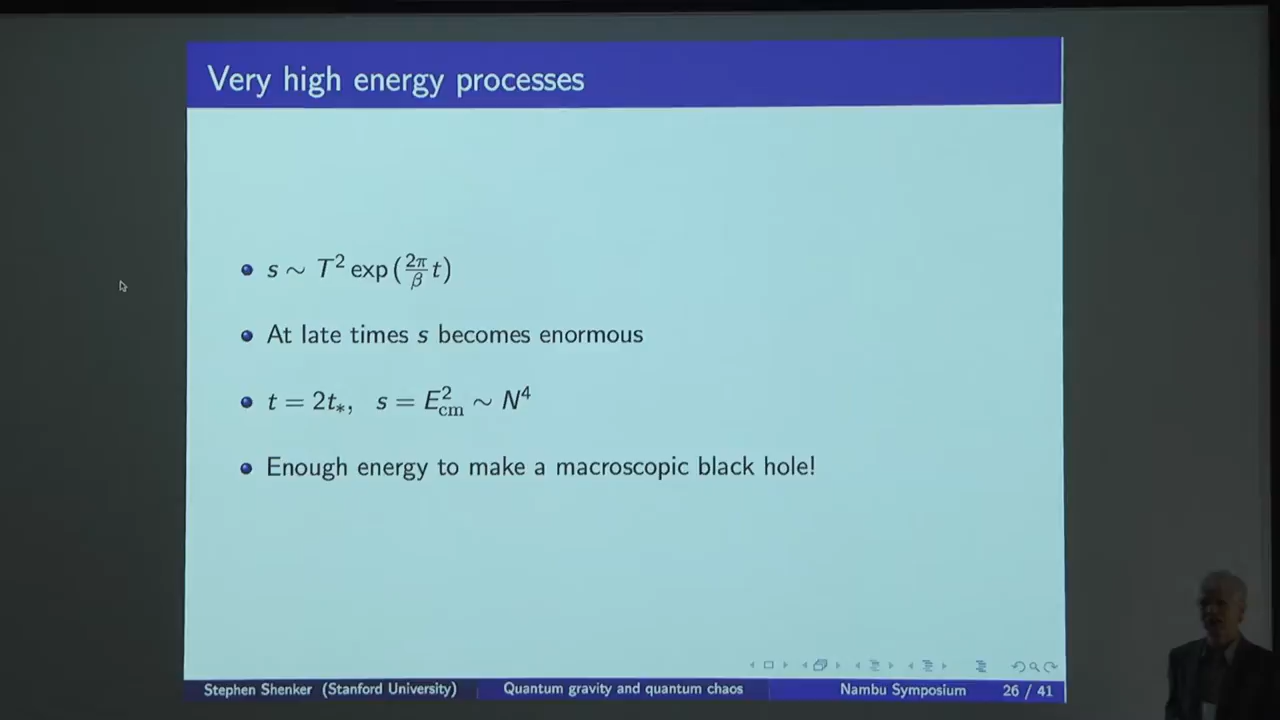 Very high energy processes
s ∼ T² exp(2π/β t)
At late times s becomes enormous
t = 2t*, s = E²cm ∼ N⁴
Enough energy to make a macroscopic black hole!
Stephen Shenker (Stanford University) Quantum gravity and quantum chaos Nambu Symposium 26 / 41